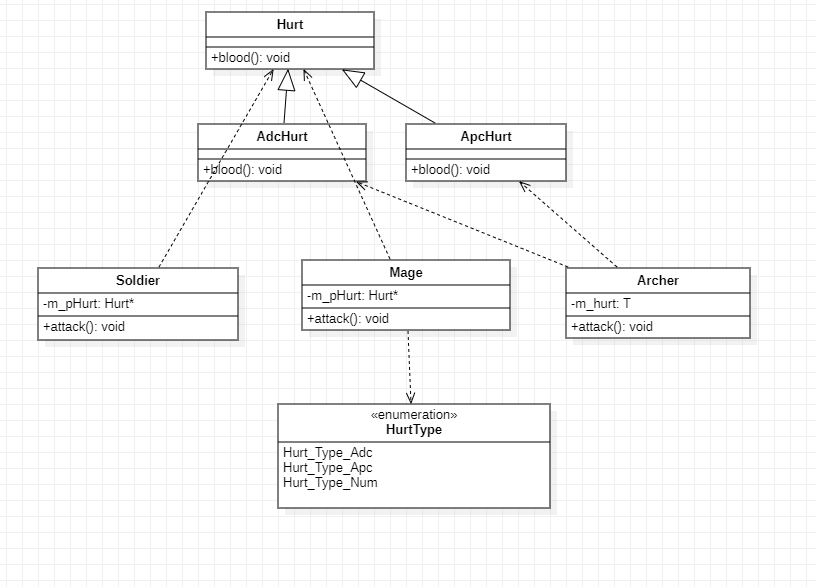 Hurt
+blood(): void
AdcHurt
+blood(): void
ApcHurt
+blood(): void
Soldier
-m_pHurt: Hurt*
+attack(): void
Mage
-m_pHurt: Hurt*
+attack(): void
Archer
-m_hurt: T
+attack(): void
«enumeration»
HurtType
Hurt_Type_Adc
Hurt_Type_Apc
Hurt_Type_Num